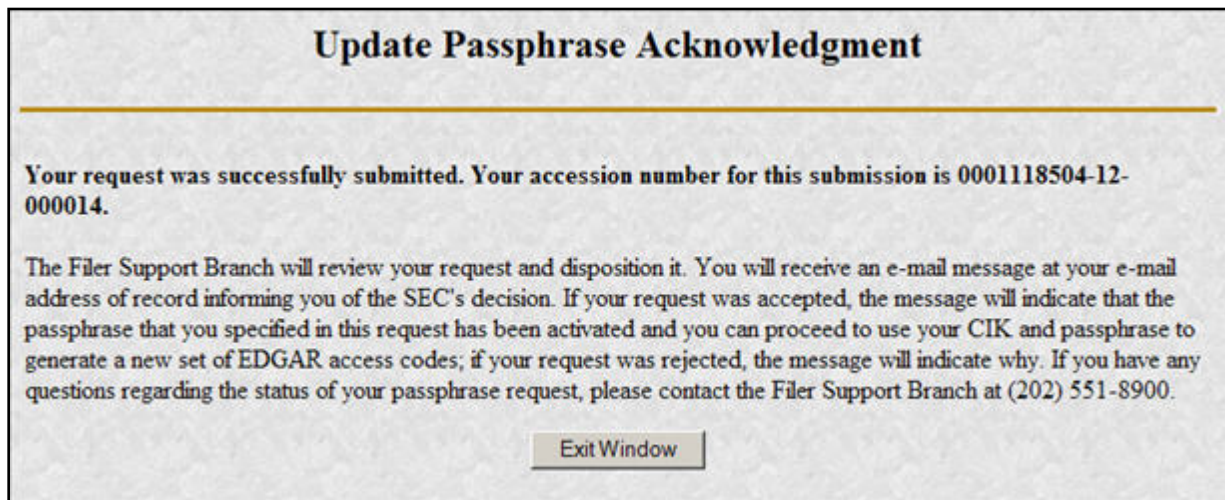 Update Passphrase Acknowledgment
Your request was successfully submitted. Your accession number for this submission is 0001118504-12-
000014.
The Filer Support Branch will review your request and disposition it. You will receive an e-mail message at your e-mail
address of record informing you of the SEC's decision. If your request was accepted, the message will indicate that the
passphrase that you specified in this request has been activated and you can proceed to use your CIK and passphrase to
generate a new set of EDGAR access codes; if your request was rejected, the message will indicate why. If you have any
questions regarding the status of your passphrase request, please contact the Filer Support Branch at (202) 551-8900.
Exit Window